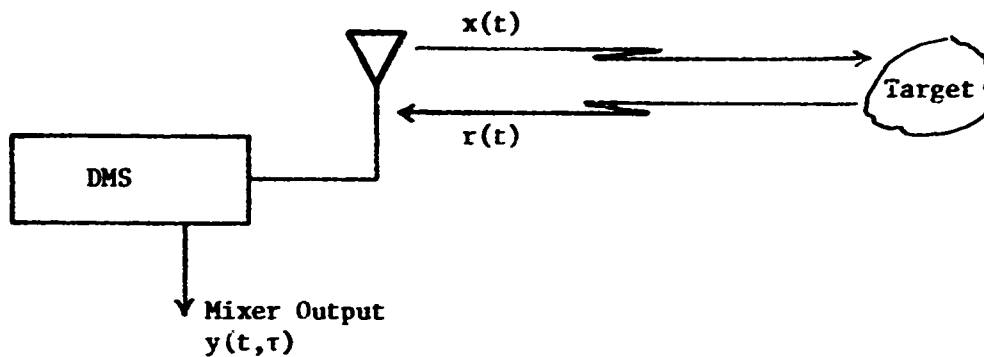 x(t)
Target
r(t)
DMS
Mixer Output
y(t,τ)